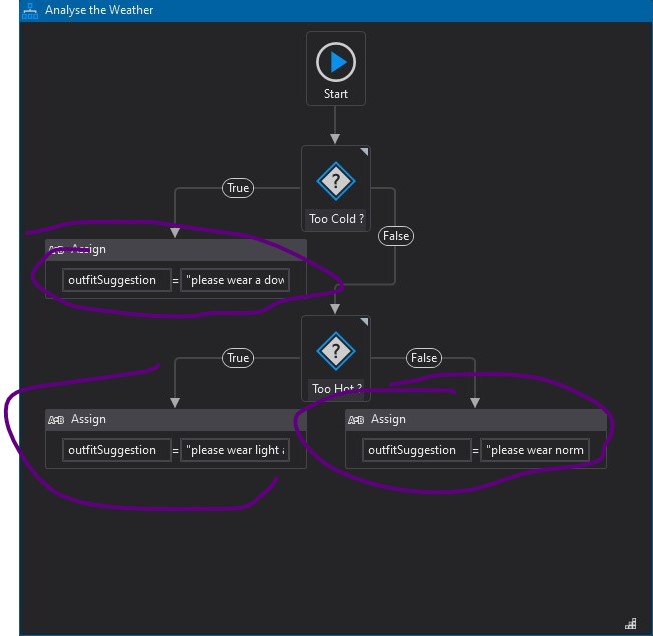 Analyse the Weather
Start
True
Too Cold ?
False
Assign
outfitSuggestion = "please wear a
True
False
Too Hot ?
Assign
Assign
outfitSuggestion = "please wear light
outfitSuggestion = "please wear norm